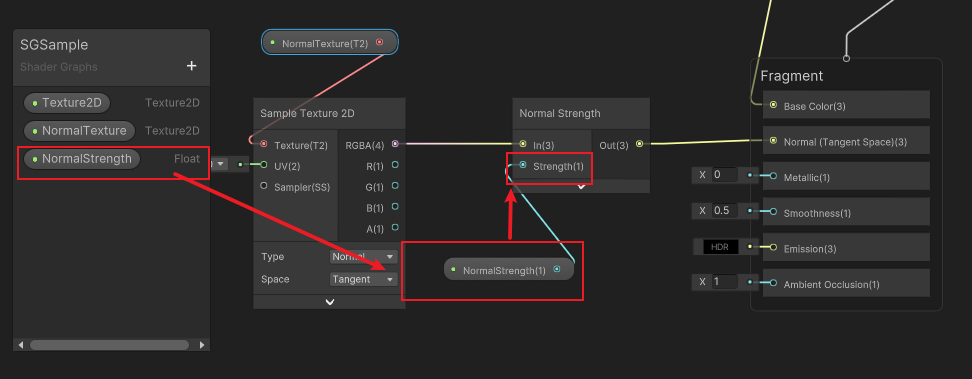 SGSample
Shader Graphs
+
Texture2D Texture2D
NormalTexture Texture2D
NormalStrength Float
NormalTexture(T2)
Sample Texture 2D
Texture(T2) RGBA(4)
UV(2) R(1)
Sampler(SS) G(1)
B(1)
A(1)
Type Normal
Space Tangent
Normal Strength
In(3) Out(3)
Strength(1)
NormalStrength(1)
Fragment
Base Color(3)
Normal (Tangent Space)(3)
X 0 Metallic(1)
X 0.5 Smoothness(1)
HDR Emission(3)
X 1 Ambient Occlusion(1)